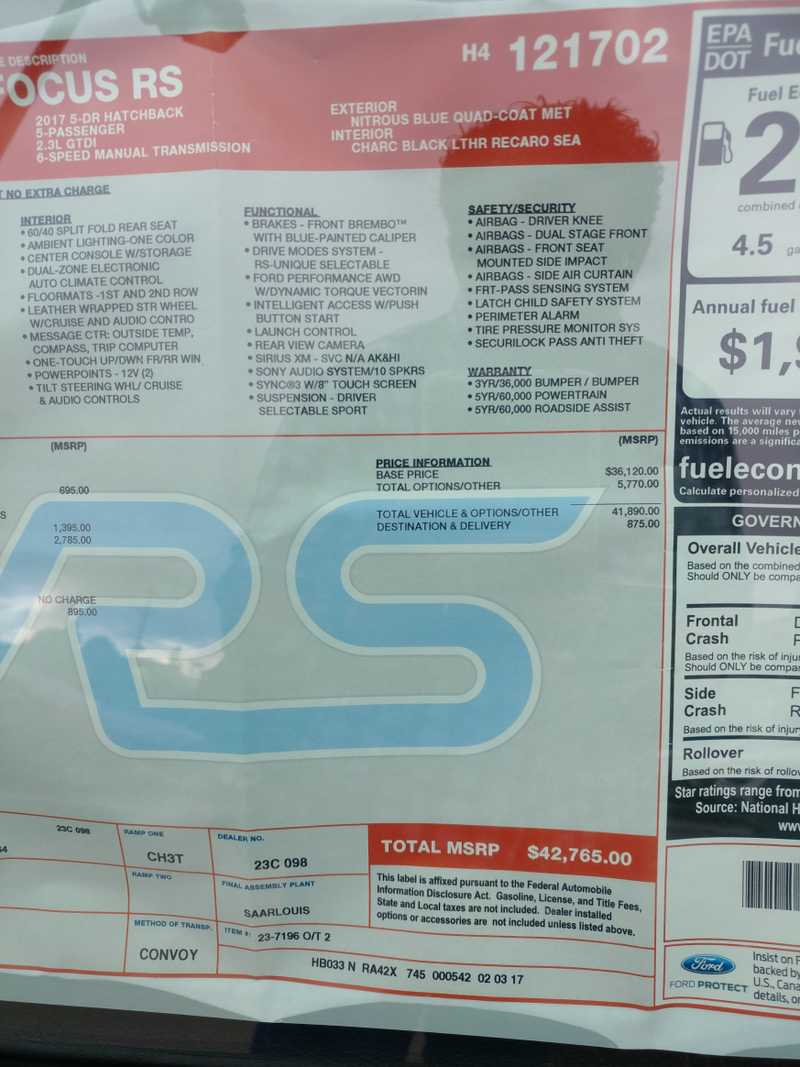 E DESCRIPTION
FOCUS RS
2017 5-DR HATCHBACK
5-PASSENGER
2.3L GTDI
6-SPEED MANUAL TRANSMISSION
H4 121702
EXTERIOR
NITROUS BLUE QUAD-COAT MET
INTERIOR
CHARC BLACK LTHR RECARO SEA
T NO EXTRA CHARGE
INTERIOR
• 60/40 SPLIT FOLD REAR SEAT
• AMBIENT LIGHTING-ONE COLOR
• CENTER CONSOLE W/STORAGE
• DUAL-ZONE ELECTRONIC
AUTO CLIMATE CONTROL
• FLOORMATS -1ST AND 2ND ROW
• LEATHER WRAPPED STR WHEEL
W/CRUISE AND AUDIO CONTRO
• MESSAGE CTR: OUTSIDE TEMP,
COMPASS, TRIP COMPUTER
• ONE-TOUCH UP/DWN FR/RR WIN
• POWERPOINTS - 12V (2)
• TILT STEERING WHL/ CRUISE
& AUDIO CONTROLS
FUNCTIONAL
• BRAKES - FRONT BREMBO™
WITH BLUE-PAINTED CALIPER
• DRIVE MODES SYSTEM -
RS-UNIQUE SELECTABLE
• FORD PERFORMANCE AWD
W/DYNAMIC TORQUE VECTORIN
• INTELLIGENT ACCESS W/PUSH
BUTTON START
• LAUNCH CONTROL
• REAR VIEW CAMERA
• SIRIUS XM - SVC N/A AK&HI
• SONY AUDIO SYSTEM/10 SPKRS
• SYNC®3 W/8" TOUCH SCREEN
• SUSPENSION - DRIVER
SELECTABLE SPORT
SAFETY/SECURITY
• AIRBAG - DRIVER KNEE
• AIRBAGS - DUAL STAGE FRONT
• AIRBAGS - FRONT SEAT
MOUNTED SIDE IMPACT
• AIRBAGS - SIDE AIR CURTAIN
• FRT-PASS SENSING SYSTEM
• LATCH CHILD SAFETY SYSTEM
• PERIMETER ALARM
• TIRE PRESSURE MONITOR SYS
• SECURILOCK PASS ANTI THEFT
WARRANTY
• 3YR/36,000 BUMPER / BUMPER
• 5YR/60,000 POWERTRAIN
• 5YR/60,000 ROADSIDE ASSIST
(MSRP)
695.00
S
1,395.00
2,785.00
NO CHARGE
895.00
(MSRP)
PRICE INFORMATION
BASE PRICE $36,120.00
TOTAL OPTIONS/OTHER 5,770.00
TOTAL VEHICLE & OPTIONS/OTHER 41,890.00
DESTINATION & DELIVERY 875.00
RS
23C 098
RAMP ONE
CH3T
RAMP TWO
METHOD OF TRANSP.
CONVOY
DEALER NO.
23C 098
FINAL ASSEMBLY PLANT
SAARLOUIS
ITEM #: 23-7196 O/T 2
TOTAL MSRP $42,765.00
This label is affixed pursuant to the Federal Automobile
Information Disclosure Act. Gasoline, License, and Title Fees,
State and Local taxes are not included. Dealer installed
options or accessories are not included unless listed above.
HB033 N RA42X 745 000542 02 03 17
EPA
DOT
Fue
Fuel E
2
combined
4.5 ga
Annual fuel
$1,9
Actual results will vary
vehicle. The average ne
based on 15,000 miles p
emissions are a significa
fuelecon
Calculate personalized
GOVERN
Overall Vehicle
Based on the combined
Should ONLY be compa
Frontal
Crash
Based on the risk of inju
Should ONLY be compa
Side F
Crash R
Based on the risk of injur
Rollover
Based on the risk of rollo
Star ratings range from
Source: National H
www
Ford
FORD PROTECT
Insist on F
backed by
U.S., Cana
details, or